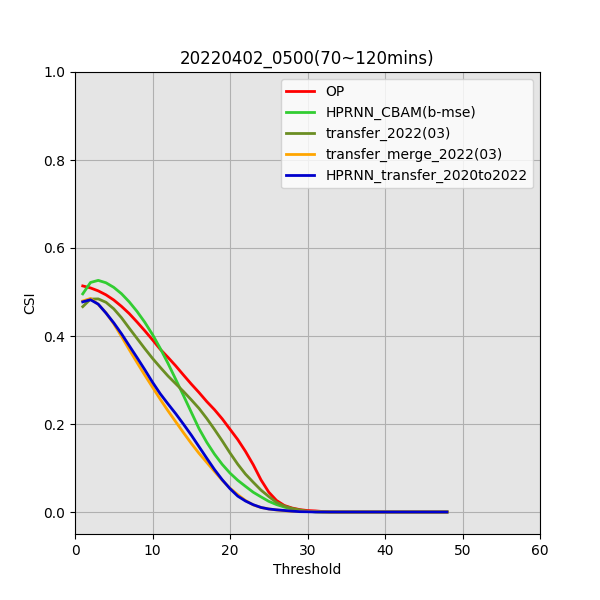 20220402_0500(70~120mins)
1.0
OP
HPRNN_CBAM(b-mse)
transfer_2022(03)
transfer_merge_2022(03)
HPRNN_transfer_2020to2022
0.8
0.6
CSI
0.4
0.2
0.0
0 10 20 30 40 50 60
Threshold